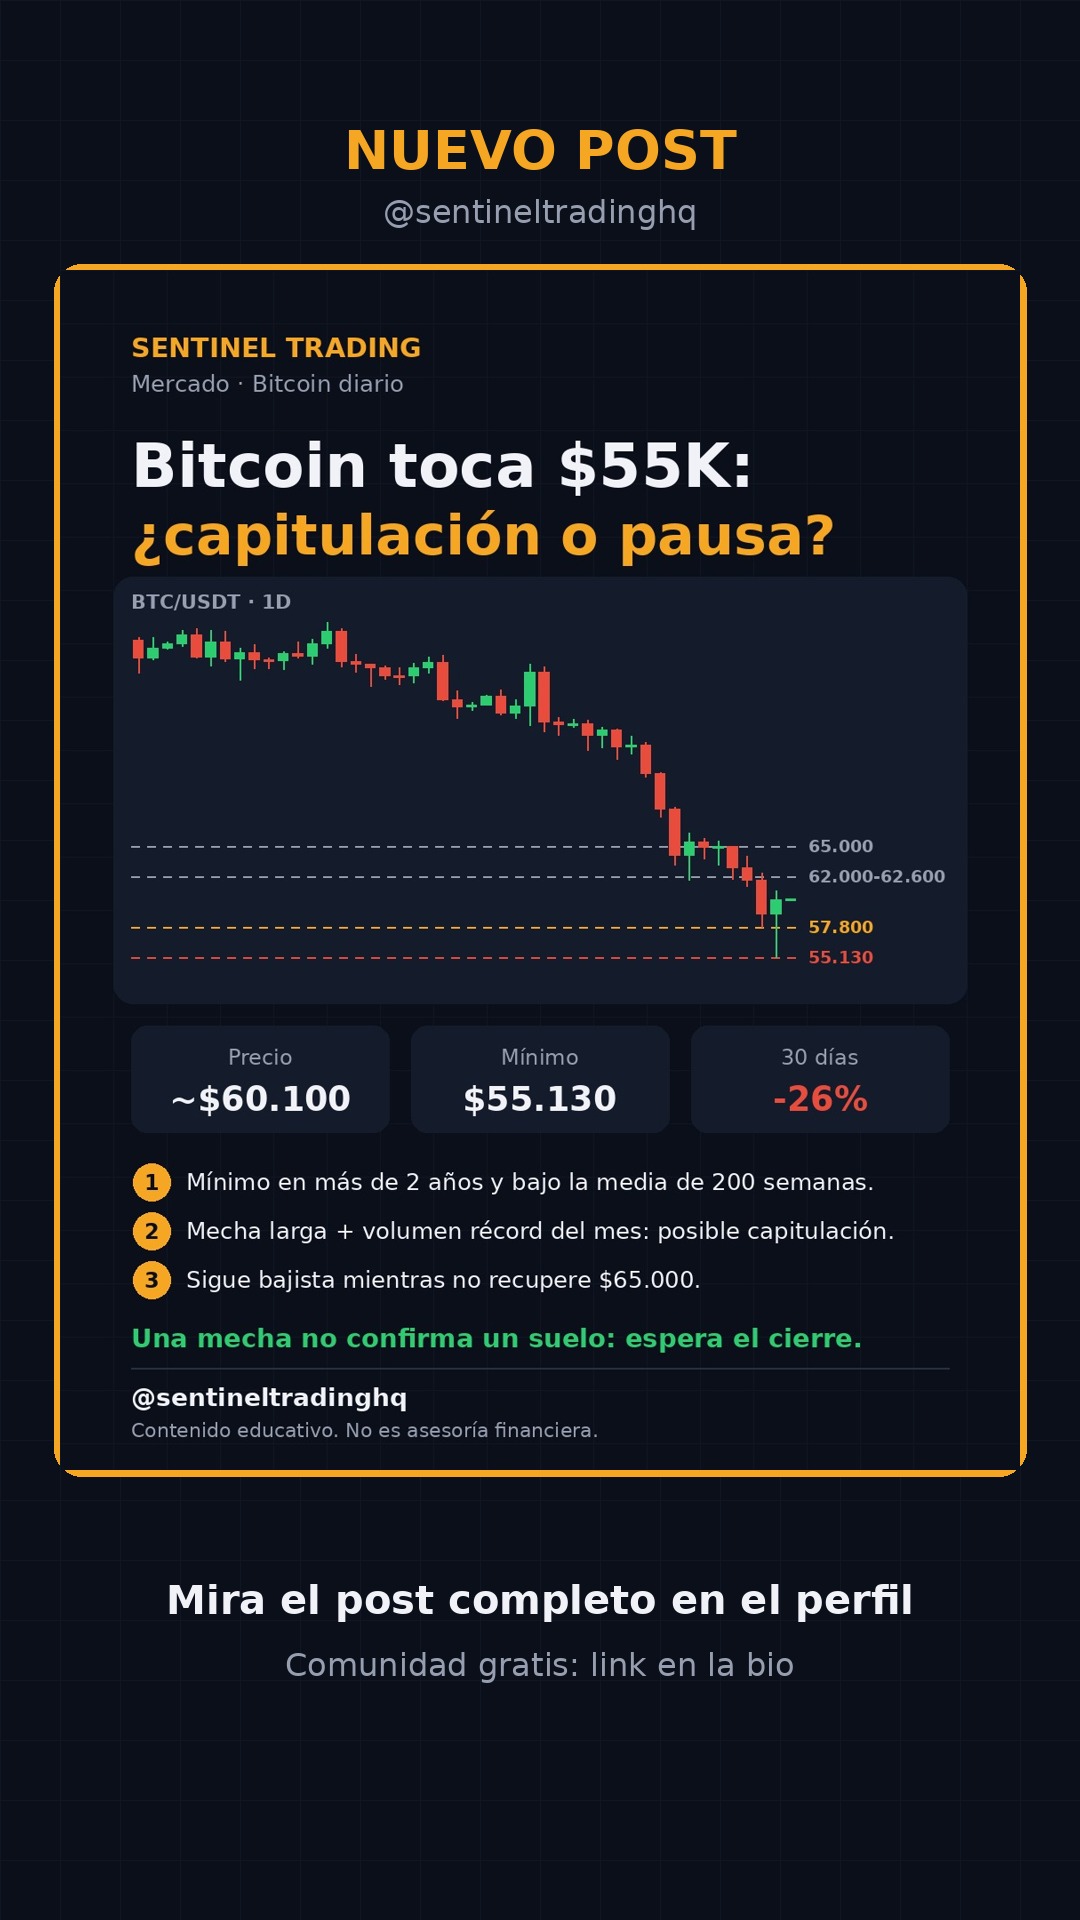 NUEVO POST
@sentineltradinghq
SENTINEL TRADING
Mercado · Bitcoin diario
Bitcoin toca $55K:
¿capitulación o pausa?
BTC/USDT · 1D
65.000
62.000-62.600
57.800
55.130
Precio
~$60.100
Mínimo
$55.130
30 días
-26%
1 Mínimo en más de 2 años y bajo la media de 200 semanas.
2 Mecha larga + volumen récord del mes: posible capitulación.
3 Sigue bajista mientras no recupere $65.000.
Una mecha no confirma un suelo: espera el cierre.
@sentineltradinghq
Contenido educativo. No es asesoría financiera.
Mira el post completo en el perfil
Comunidad gratis: link en la bio